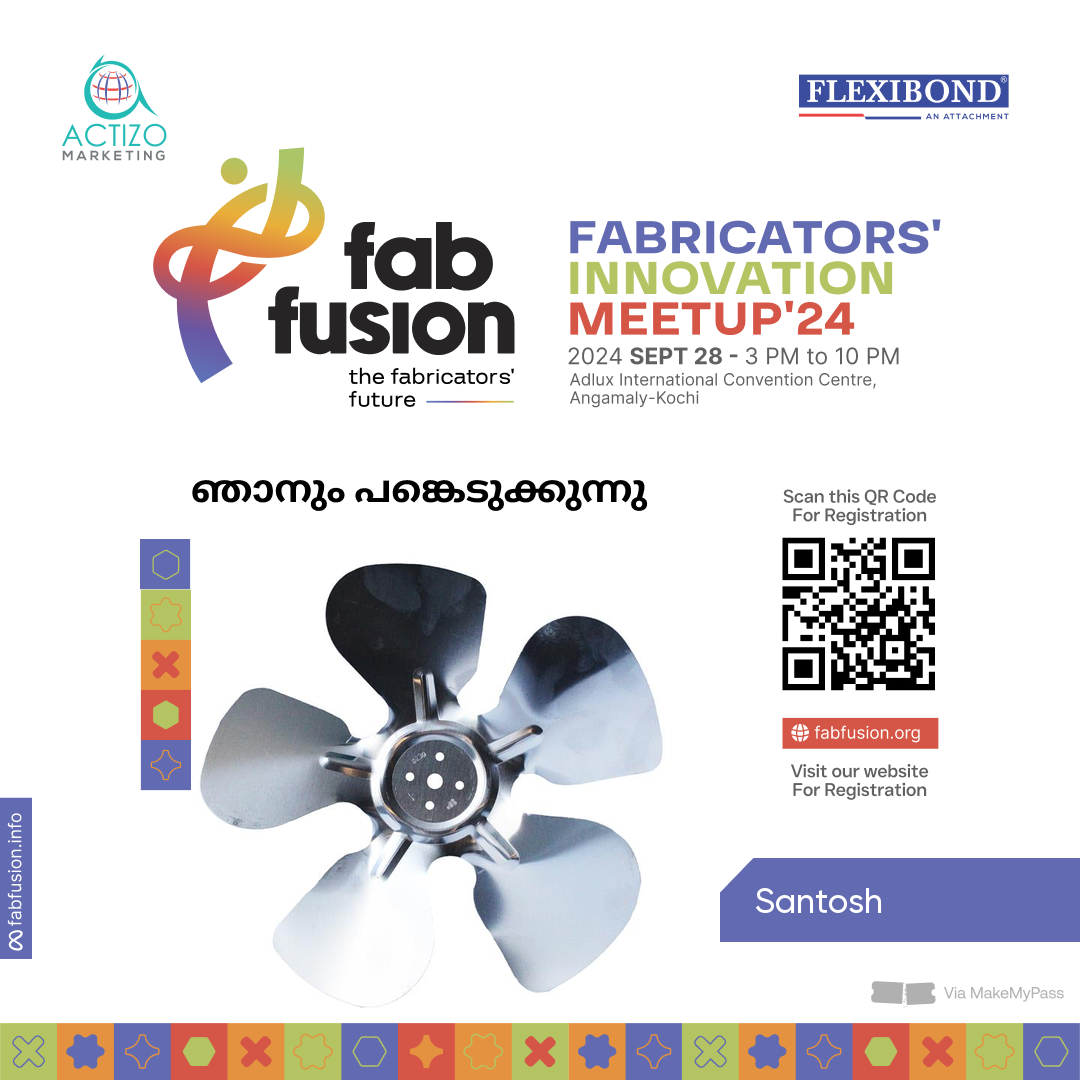 ACTIZO
MARKETING
FLEXIBOND®
AN ATTACHMENT
fab
fusion
the fabricators'
future
FABRICATORS'
INNOVATION
MEETUP'24
2024 SEPT 28 - 3 PM to 10 PM
Adlux International Convention Centre,
Angamaly-Kochi
ഞാനും പങ്കെടുക്കുന്നു
Scan this QR Code
For Registration
fabfusion.org
Visit our website
For Registration
fabfusion.info
Santosh
Via MakeMyPass